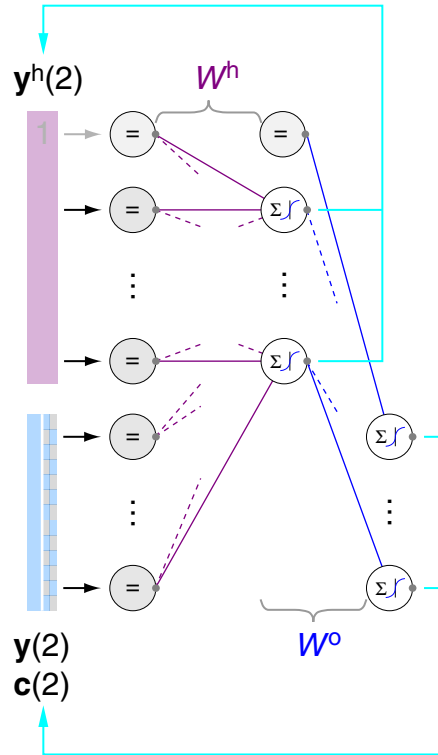 yʰ(2) Wʰ
1 = =
= Σ
⋮ ⋮
= Σ
= Σ
⋮ ⋮
= Σ
y(2) Wᵒ
c(2)